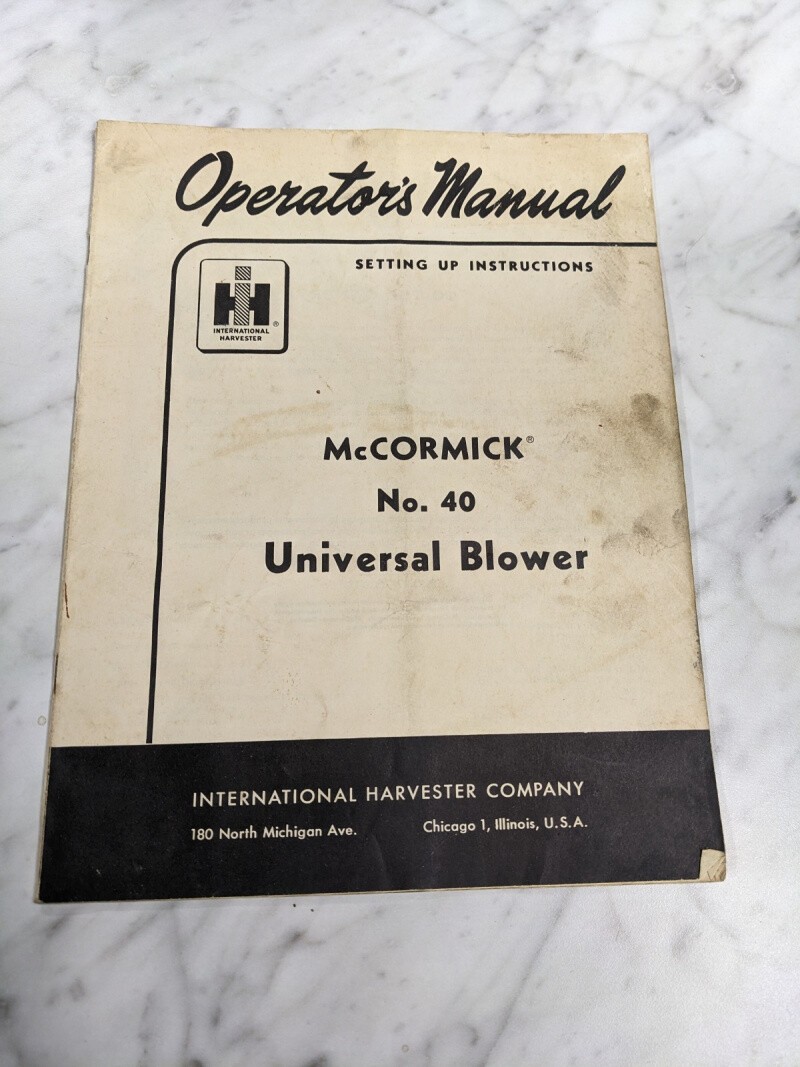 Operator's Manual
SETTING UP INSTRUCTIONS
IH ®
INTERNATIONAL
HARVESTER
McCORMICK®
No. 40
Universal Blower
INTERNATIONAL HARVESTER COMPANY
180 North Michigan Ave. Chicago 1, Illinois, U.S.A.